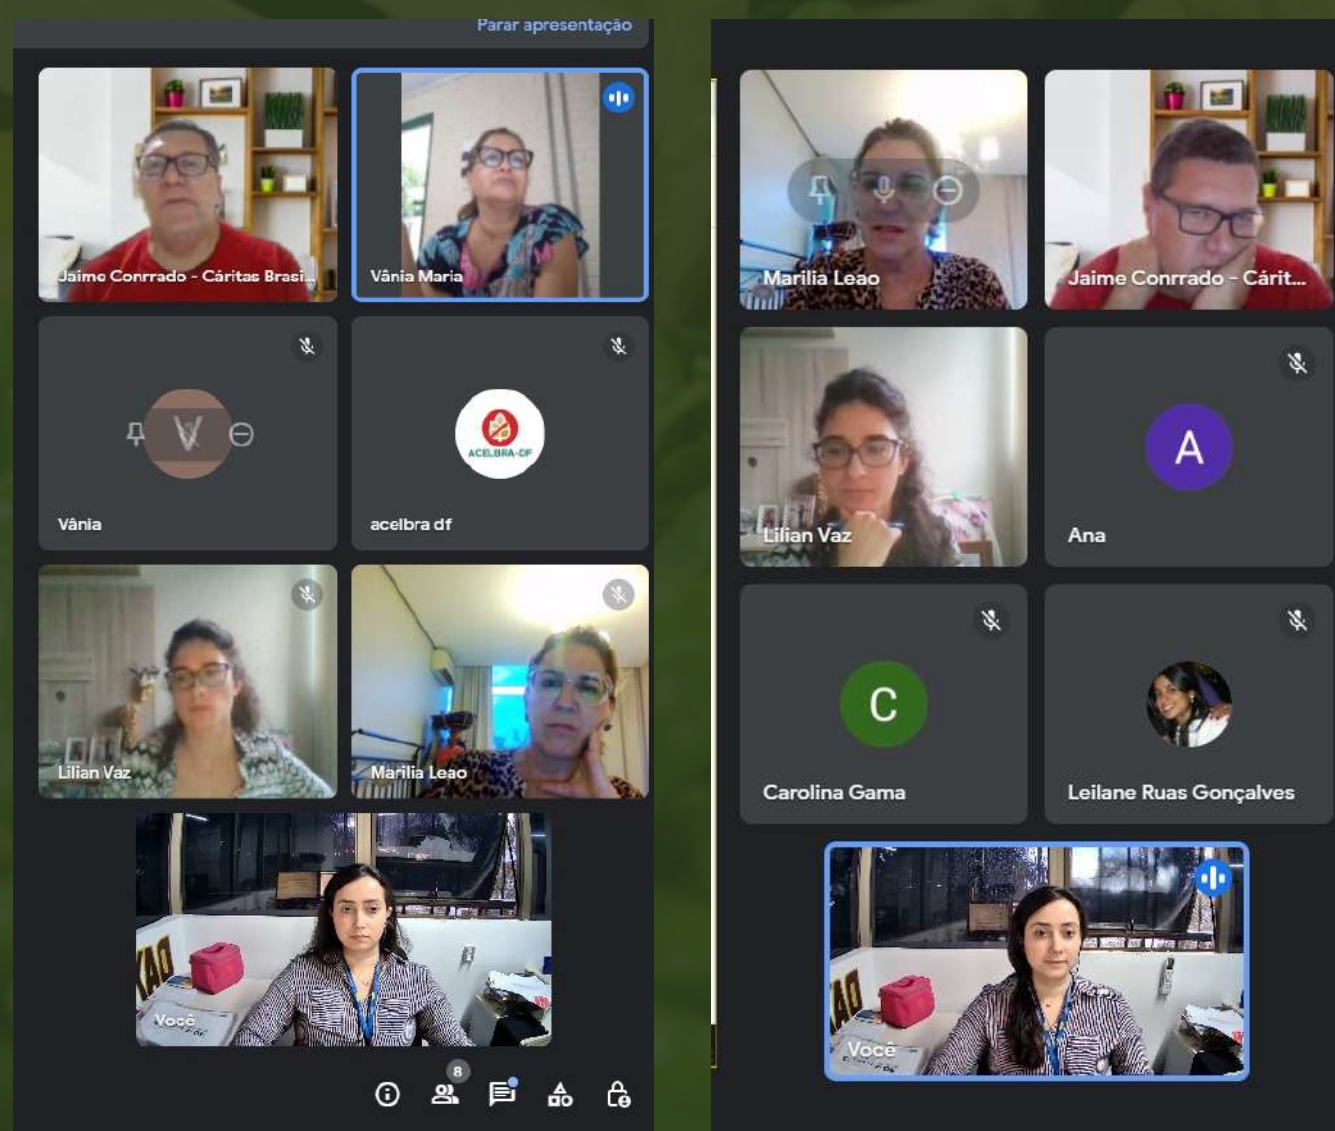 Parar apresentação
Jaime Conrrado - Cáritas Brasi...
Vânia Maria
V
ACELBRA-DF
Vânia
acelbra df
Lilian Vaz
Marilia Leao
Você
8
Marilia Leao
Jaime Conrrado - Cárit...
Lilian Vaz
A
Ana
C
Carolina Gama
Leilane Ruas Gonçalves
Você